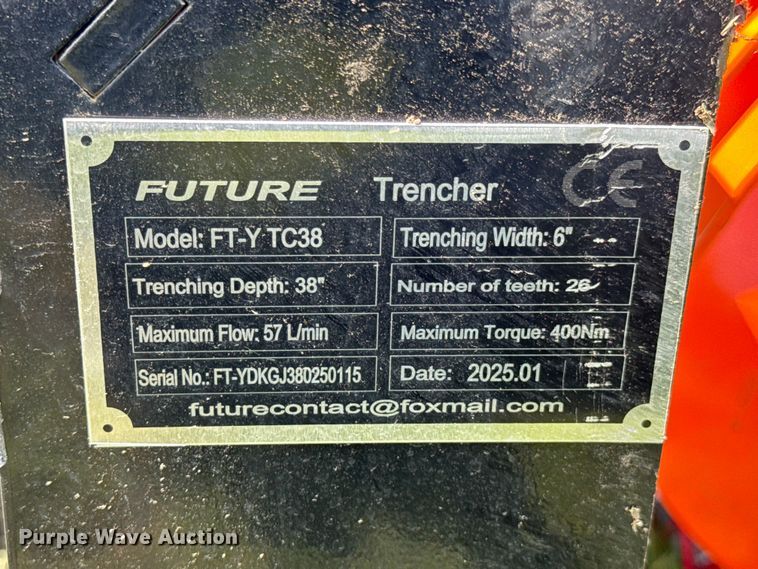 FUTURE Trencher CE
Model: FT-Y TC38 Trenching Width: 6"
Trenching Depth: 38" Number of teeth: 26
Maximum Flow: 57 L/min Maximum Torque: 400Nm
Serial No.: FT-YDKGJ380250115 Date: 2025.01
futurecontact@foxmail.com
Purple Wave Auction